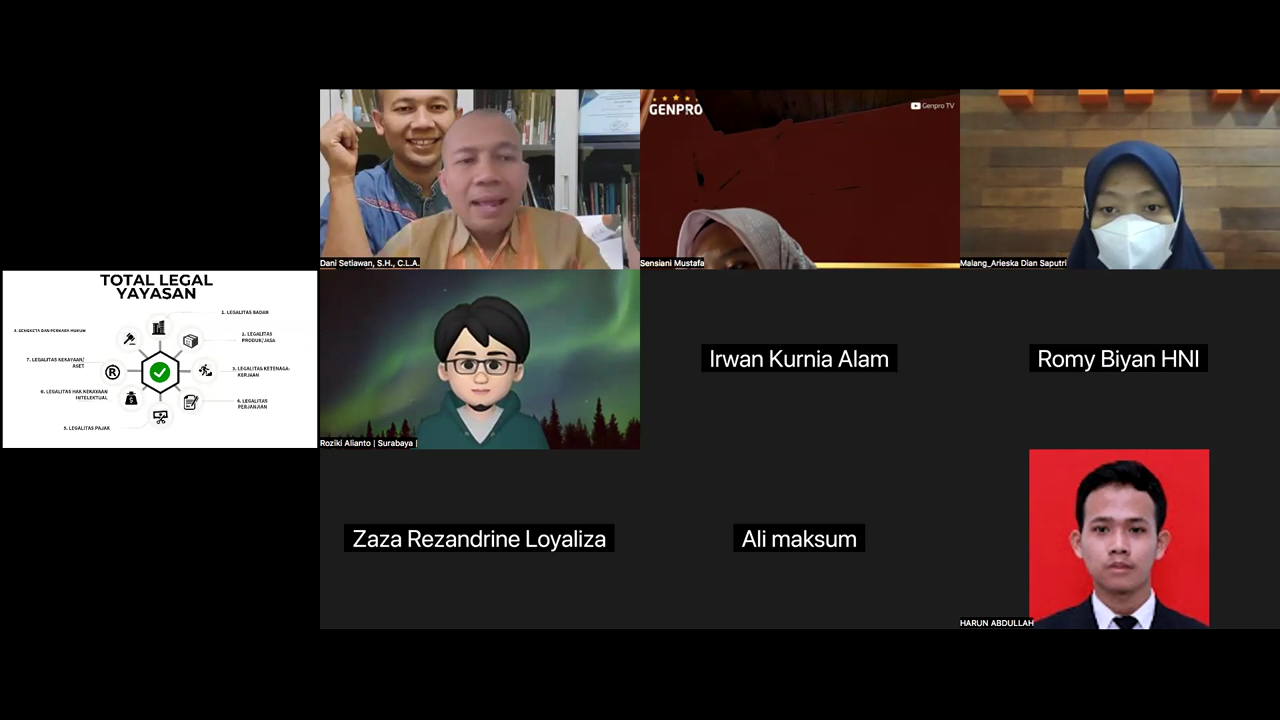 GENPRO
Genpro TV
Dani Setiawan, S.H., C.L.A.
Sensiani Mustafa
Malang_Arieska Dian Saputri
TOTAL LEGAL
YAYASAN
1. LEGALITAS BADAN
2. LEGALITAS
PRODUK/JASA
3. LEGALITAS KETENAGA-
KERJAAN
4. LEGALITAS
PERJANJIAN
5. LEGALITAS PAJAK
6. LEGALITAS HAK KEKAYAAN
INTELEKTUAL
7. LEGALITAS KEKAYAAN/
ASET
8. SENGKETA DAN PERKARA HUKUM
R
Roziki Alianto | Surabaya |
Irwan Kurnia Alam
Romy Biyan HNI
Zaza Rezandrine Loyaliza
Ali maksum
HARUN ABDULLAH